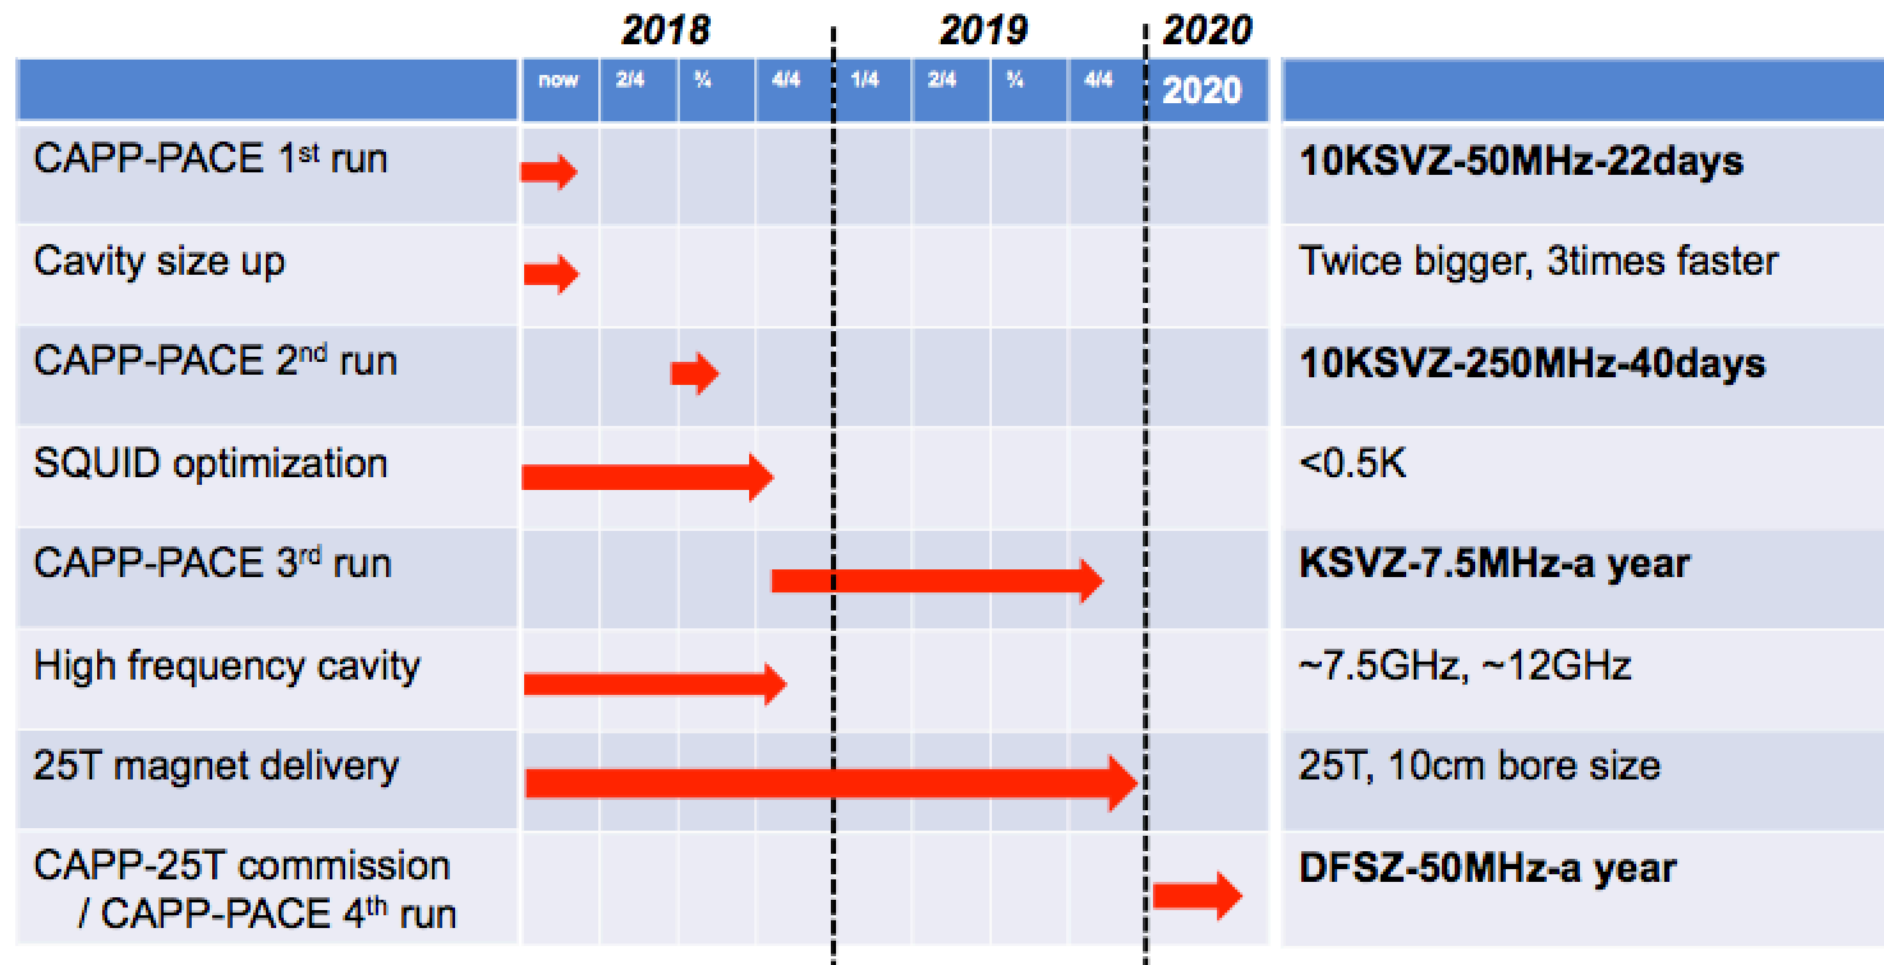 2018 2019 2020
now 2/4 ¾ 4/4 1/4 2/4 ¾ 4/4 2020
CAPP-PACE 1st run 10KSVZ-50MHz-22days
Cavity size up Twice bigger, 3times faster
CAPP-PACE 2nd run 10KSVZ-250MHz-40days
SQUID optimization <0.5K
CAPP-PACE 3rd run KSVZ-7.5MHz-a year
High frequency cavity ~7.5GHz, ~12GHz
25T magnet delivery 25T, 10cm bore size
CAPP-25T commission DFSZ-50MHz-a year
/ CAPP-PACE 4th run